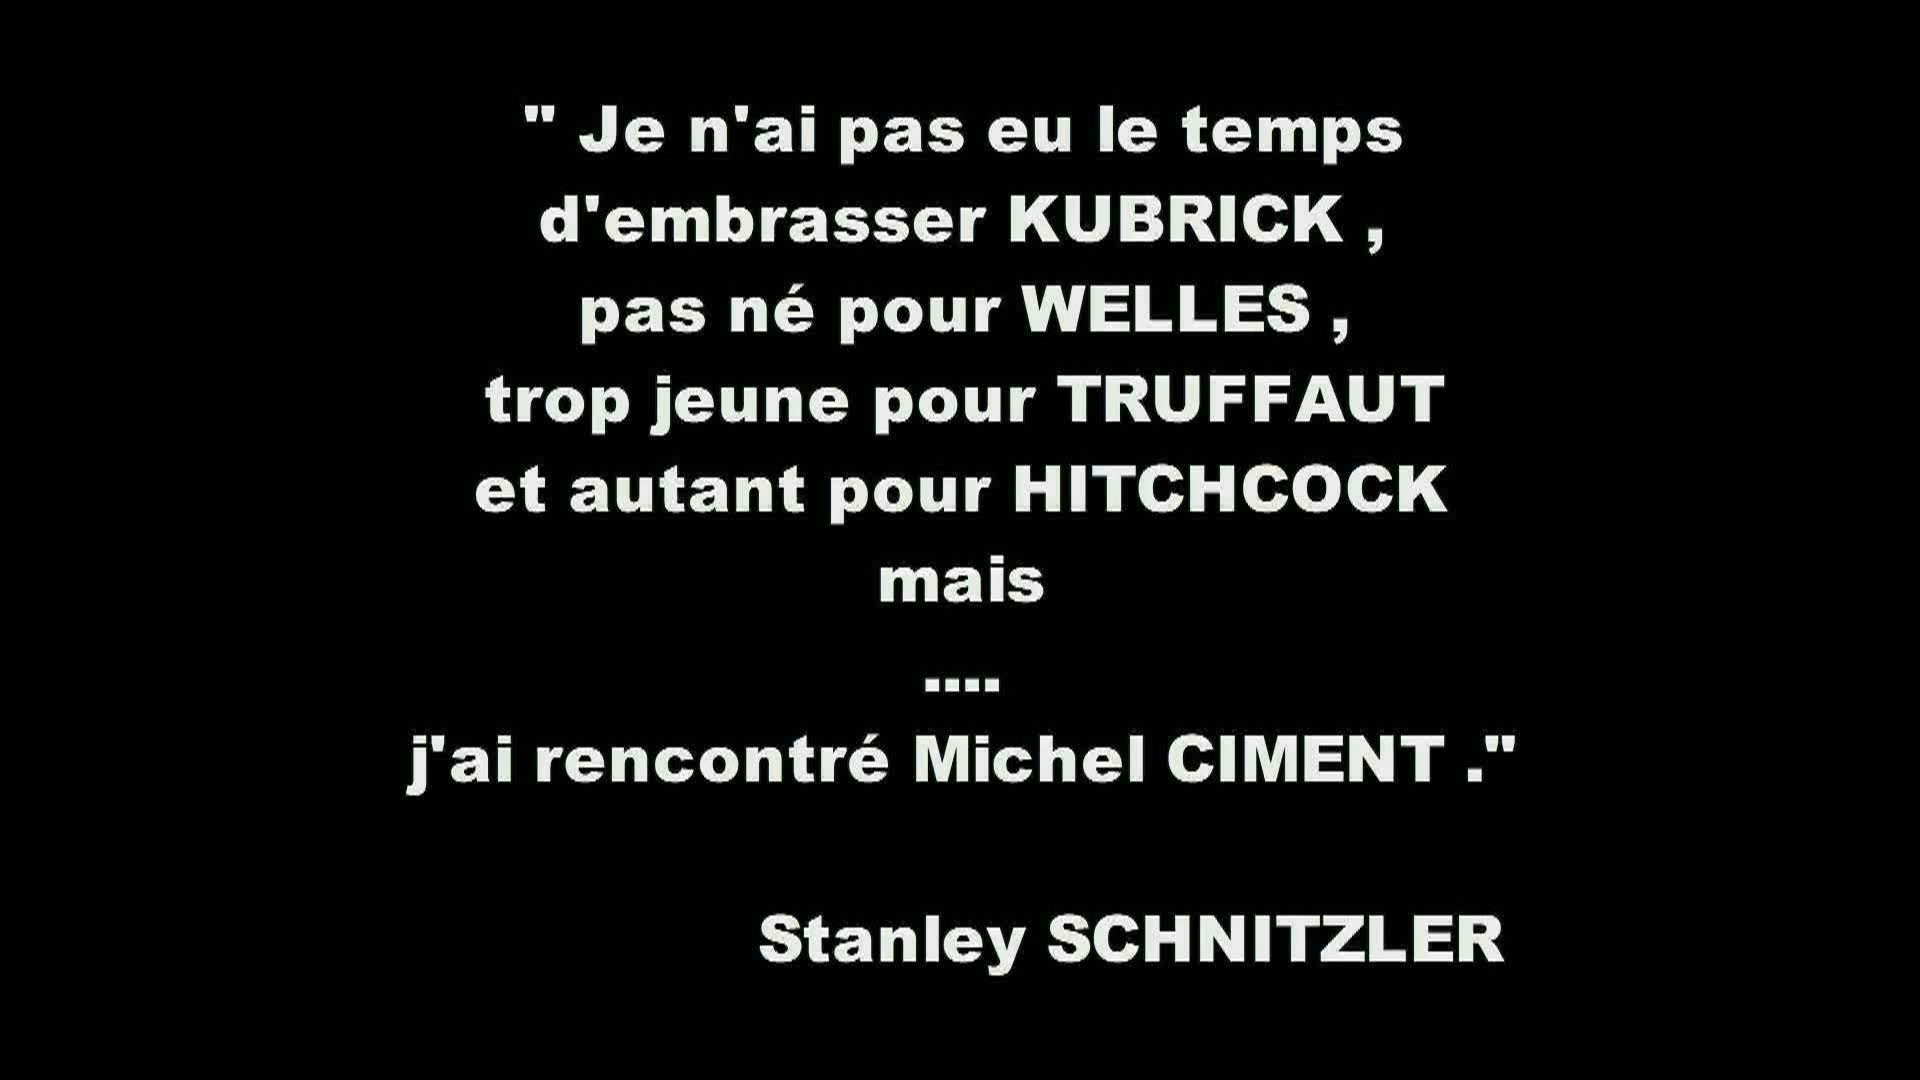 " Je n'ai pas eu le temps
d'embrasser KUBRICK ,
pas né pour WELLES ,
trop jeune pour TRUFFAUT
et autant pour HITCHCOCK
mais
....
j'ai rencontré Michel CIMENT ."
Stanley SCHNITZLER